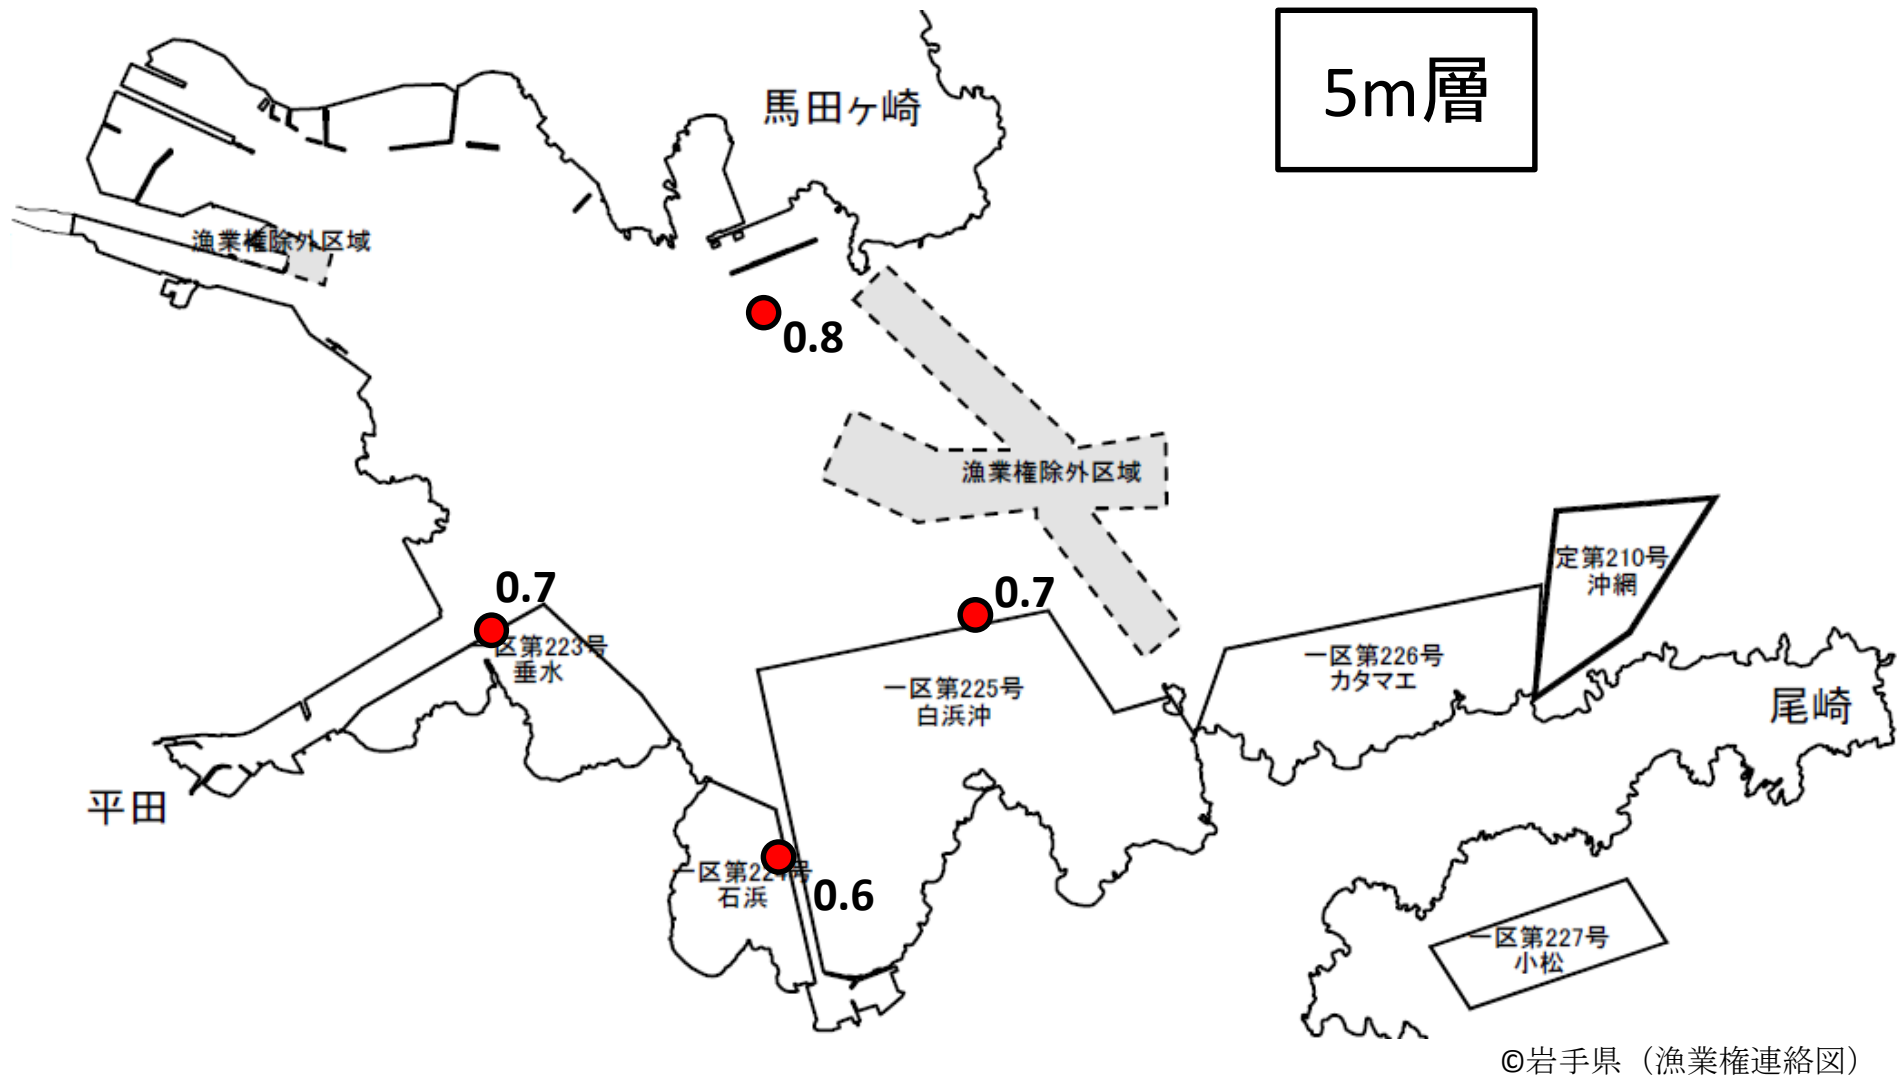 5m層
馬田ヶ崎
漁業権除外区域
0.8
漁業権除外区域
定第210号
沖網
0.7
0.7
一区第223号
垂水
一区第225号
白浜沖
一区第226号
カタマエ
尾崎
平田
一区第224号
石浜
0.6
一区第227号
小松
©岩手県（漁業権連絡図）